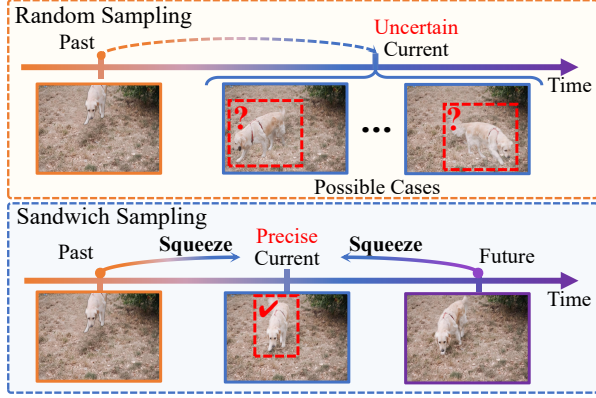 Random Sampling
Past
Uncertain
Current
Time
?
...
?
Possible Cases
Sandwich Sampling
Past
Squeeze
Precise
Current
Squeeze
Future
Time